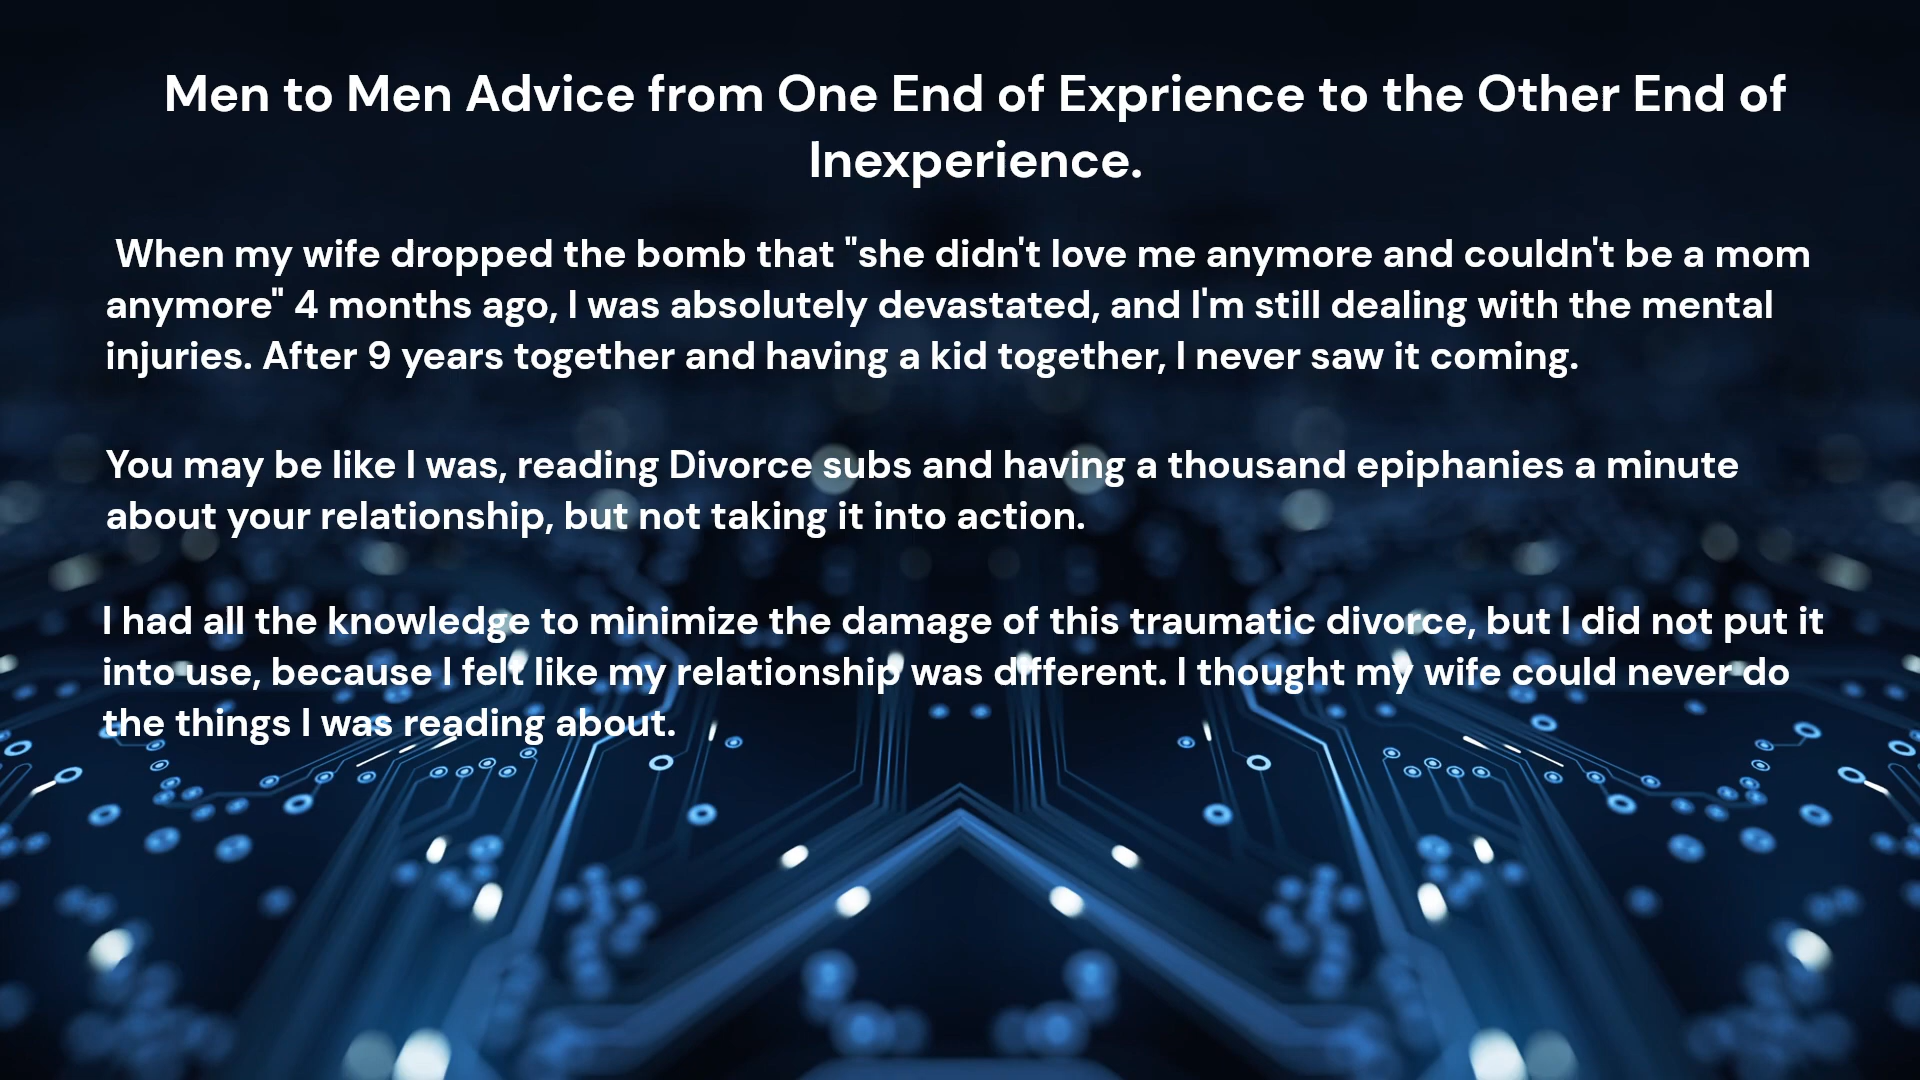 Men to Men Advice from One End of Exprience to the Other End of
Inexperience.
When my wife dropped the bomb that "she didn't love me anymore and couldn't be a mom
anymore" 4 months ago, I was absolutely devastated, and I'm still dealing with the mental
injuries. After 9 years together and having a kid together, I never saw it coming.
You may be like I was, reading Divorce subs and having a thousand epiphanies a minute
about your relationship, but not taking it into action.
I had all the knowledge to minimize the damage of this traumatic divorce, but I did not put it
into use, because I felt like my relationship was different. I thought my wife could never do
the things I was reading about.